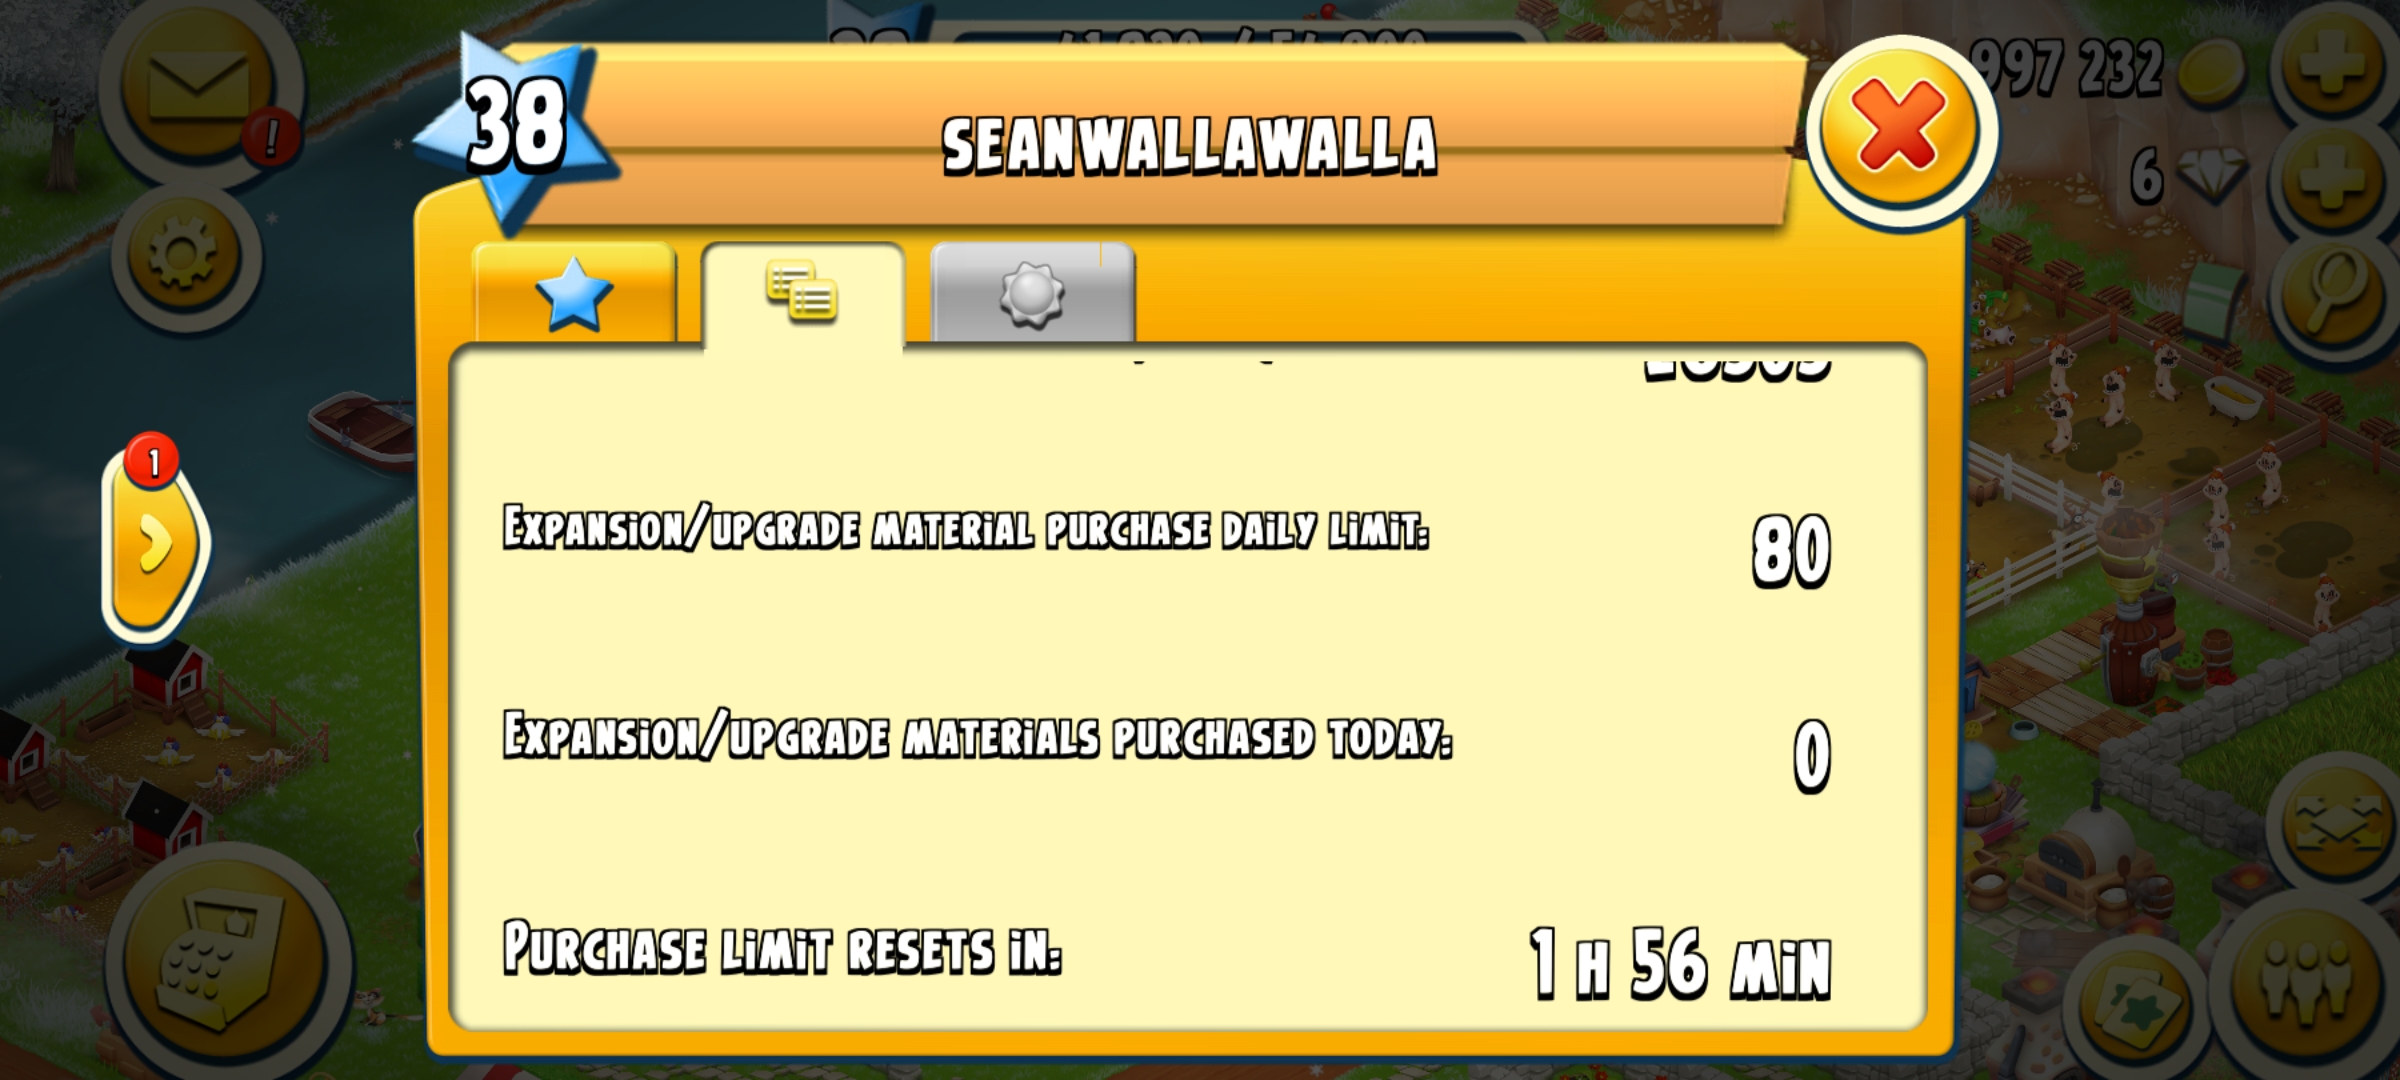 38
SEANWALLAWALLA
997 232
6
!
1
EXPANSION/UPGRADE MATERIAL PURCHASE DAILY LIMIT:
80
EXPANSION/UPGRADE MATERIALS PURCHASED TODAY:
0
PURCHASE LIMIT RESETS IN:
1 H 56 MIN